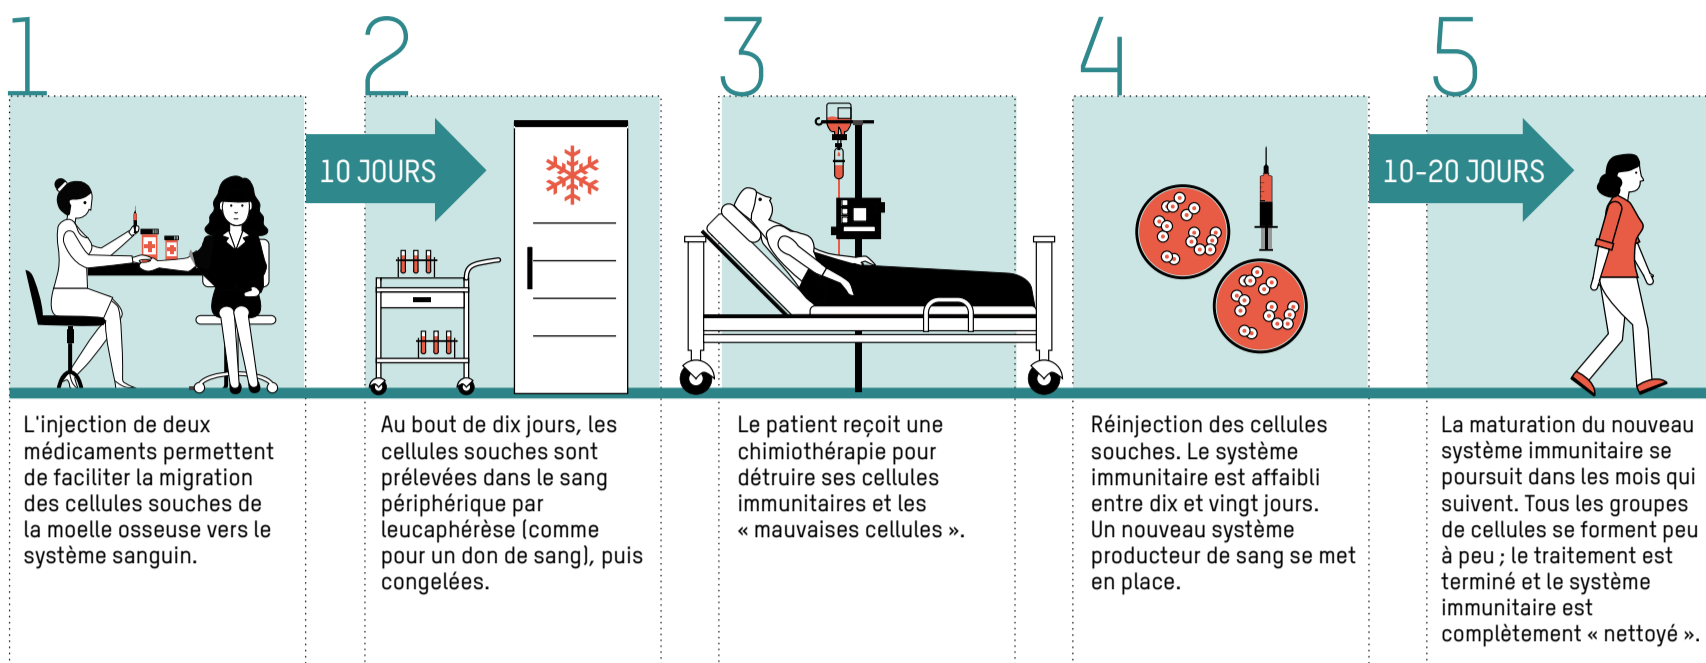 1
L'injection de deux
médicaments permettent
de faciliter la migration
des cellules souches de
la moelle osseuse vers le
système sanguin.
10 JOURS
2
Au bout de dix jours, les
cellules souches sont
prélevées dans le sang
périphérique par
leucaphérèse (comme
pour un don de sang), puis
congelées.
3
Le patient reçoit une
chimiothérapie pour
détruire ses cellules
immunitaires et les
« mauvaises cellules ».
4
Réinjection des cellules
souches. Le système
immunitaire est affaibli
entre dix et vingt jours.
Un nouveau système
producteur de sang se met
en place.
10-20 JOURS
5
La maturation du nouveau
système immunitaire se
poursuit dans les mois qui
suivent. Tous les groupes
de cellules se forment peu
à peu ; le traitement est
terminé et le système
immunitaire est
complètement « nettoyé ».